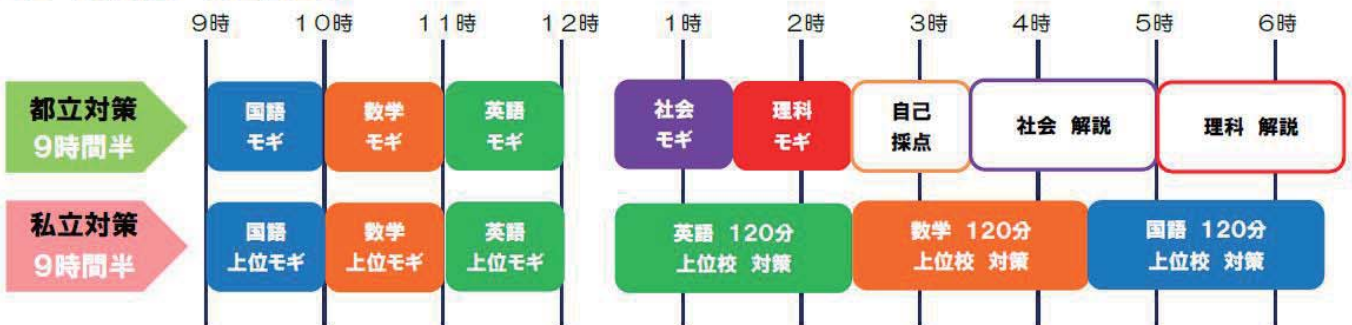 9時 10時 11時 12時 1時 2時 3時 4時 5時 6時
都立対策
9時間半
国語
モギ
数学
モギ
英語
モギ
社会
モギ
理科
モギ
自己
採点
社会 解説
理科 解説
私立対策
9時間半
国語
上位モギ
数学
上位モギ
英語
上位モギ
英語 120分
上位校 対策
数学 120分
上位校 対策
国語 120分
上位校 対策